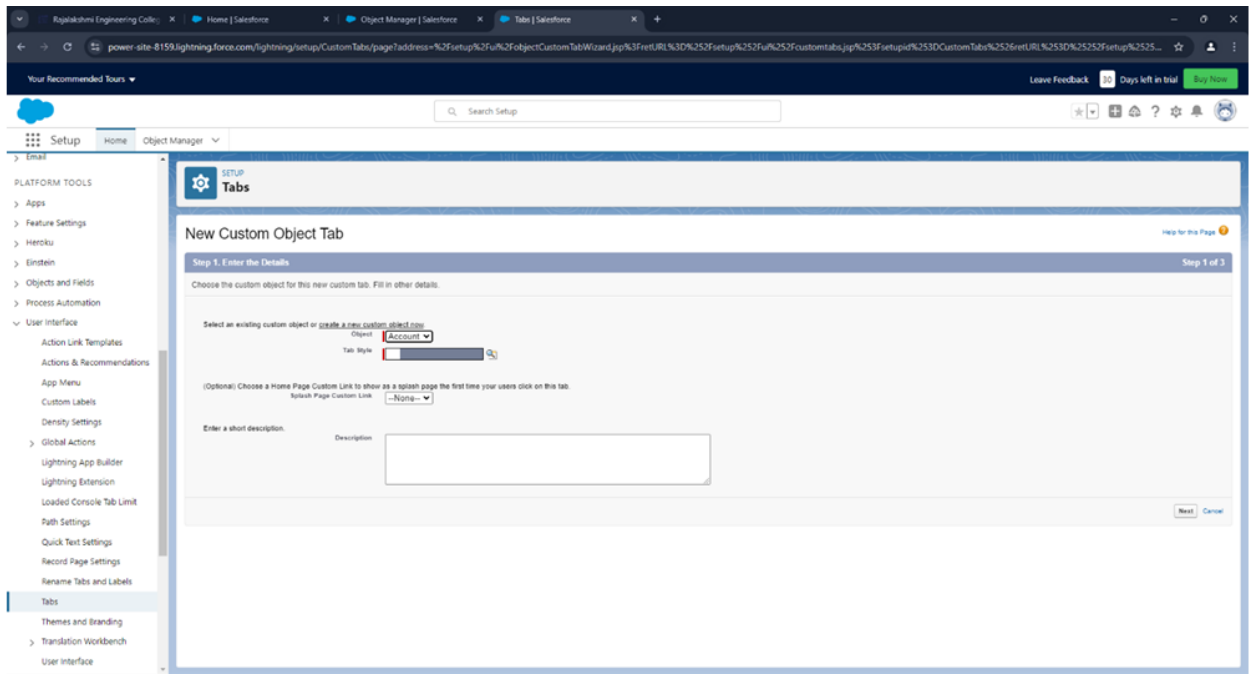 Rajalakshmi Engineering Colleg
Home | Salesforce
Object Manager | Salesforce
Tabs | Salesforce
power-site-8159.lightning.force.com/lightning/setup/CustomTabs/page?address=%2Fsetup%2Fui%2FobjectCustomTabWizard.jsp%3FretURL%3D%252Fsetup%252Fui%252Fcustomtabs.jsp%253Fsetupid%253DCustomTabs%2526retURL%253D%25252Fsetup%2525...
Your Recommended Tours
Leave Feedback 30 Days left in trial Buy Now
Search Setup
Setup Home Object Manager
Email
PLATFORM TOOLS
Apps
Feature Settings
Heroku
Einstein
Objects and Fields
Process Automation
User Interface
Action Link Templates
Actions & Recommendations
App Menu
Custom Labels
Density Settings
Global Actions
Lightning App Builder
Lightning Extension
Loaded Console Tab Limit
Path Settings
Quick Text Settings
Record Page Settings
Rename Tabs and Labels
Tabs
Themes and Branding
Translation Workbench
User Interface
SETUP
Tabs
New Custom Object Tab
Help for this Page
Step 1. Enter the Details Step 1 of 3
Choose the custom object for this new custom tab. Fill in other details.
Select an existing custom object or create a new custom object now.
Object Account
Tab Style
(Optional) Choose a Home Page Custom Link to show as a splash page the first time your users click on this tab.
Splash Page Custom Link --None--
Enter a short description.
Description
Next Cancel